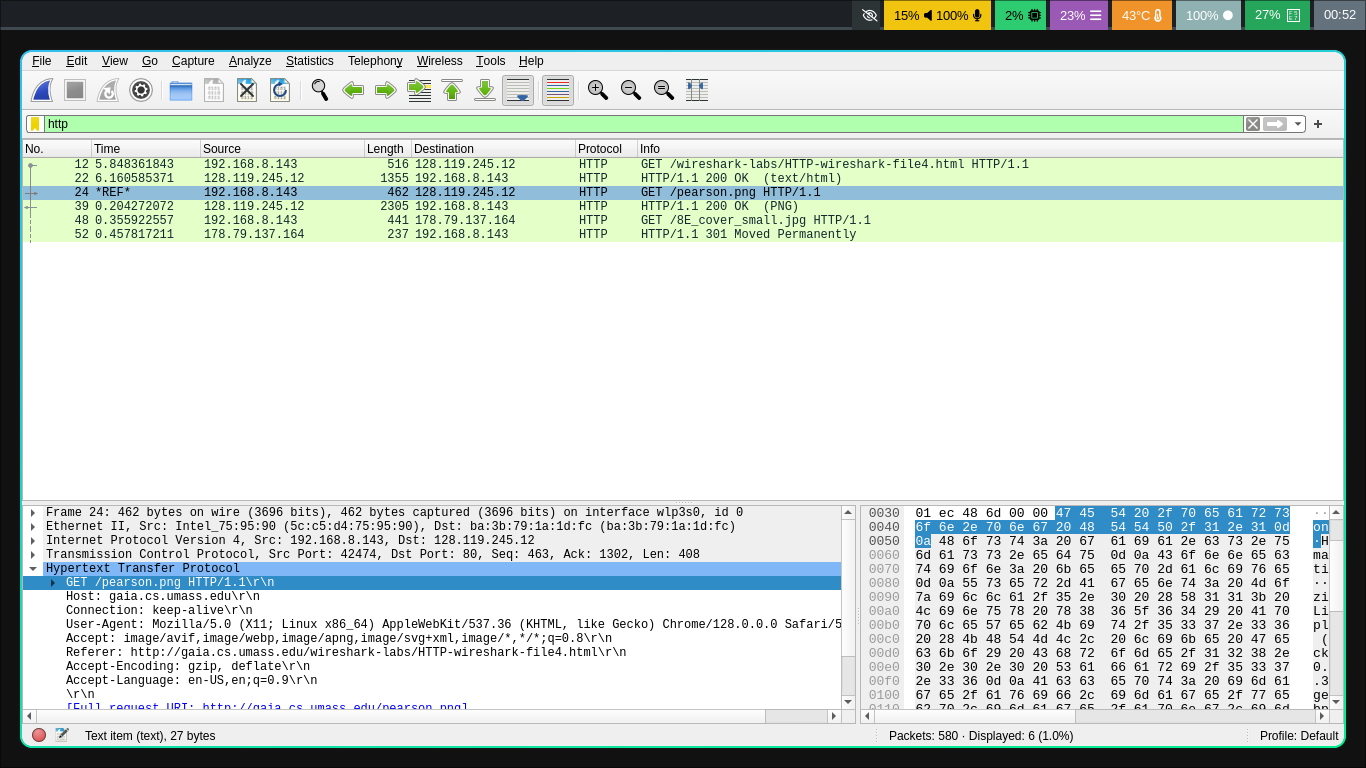 15% 100% 2% 23% 43°C 100% 27% 00:52
File Edit View Go Capture Analyze Statistics Telephony Wireless Tools Help
http
No. Time Source Length Destination Protocol Info
12 5.848361843 192.168.8.143 516 128.119.245.12 HTTP GET /wireshark-labs/HTTP-wireshark-file4.html HTTP/1.1
22 6.160585371 128.119.245.12 1355 192.168.8.143 HTTP HTTP/1.1 200 OK (text/html)
24 *REF* 192.168.8.143 462 128.119.245.12 HTTP GET /pearson.png HTTP/1.1
39 0.204272072 128.119.245.12 2305 192.168.8.143 HTTP HTTP/1.1 200 OK (PNG)
48 0.355922557 192.168.8.143 441 178.79.137.164 HTTP GET /8E_cover_small.jpg HTTP/1.1
52 0.457817211 178.79.137.164 237 192.168.8.143 HTTP HTTP/1.1 301 Moved Permanently
Frame 24: 462 bytes on wire (3696 bits), 462 bytes captured (3696 bits) on interface wlp3s0, id 0
Ethernet II, Src: Intel_75:95:90 (5c:c5:d4:75:95:90), Dst: ba:3b:79:1a:1d:fc (ba:3b:79:1a:1d:fc)
Internet Protocol Version 4, Src: 192.168.8.143, Dst: 128.119.245.12
Transmission Control Protocol, Src Port: 42474, Dst Port: 80, Seq: 463, Ack: 1302, Len: 408
Hypertext Transfer Protocol
GET /pearson.png HTTP/1.1\r\n
Host: gaia.cs.umass.edu\r\n
Connection: keep-alive\r\n
User-Agent: Mozilla/5.0 (X11; Linux x86_64) AppleWebKit/537.36 (KHTML, like Gecko) Chrome/128.0.0.0 Safari/5
Accept: image/avif,image/webp,image/apng,image/svg+xml,image/*,*/*;q=0.8\r\n
Referer: http://gaia.cs.umass.edu/wireshark-labs/HTTP-wireshark-file4.html\r\n
Accept-Encoding: gzip, deflate\r\n
Accept-Language: en-US,en;q=0.9\r\n
\r\n
[Full request URI: http://gaia.cs.umass.edu/pearson.png]
0030 01 ec 48 6d 00 00 47 45 54 20 2f 70 65 61 72 73 ··
0040 6f 6e 2e 70 6e 67 20 48 54 54 50 2f 31 2e 31 0d on
0050 0a 48 6f 73 74 3a 20 67 61 69 61 2e 63 73 2e 75 ·H
0060 6d 61 73 73 2e 65 64 75 0d 0a 43 6f 6e 6e 65 63 ma
0070 74 69 6f 6e 3a 20 6b 65 65 70 2d 61 6c 69 76 65 ti
0080 0d 0a 55 73 65 72 2d 41 67 65 6e 74 3a 20 4d 6f ··
0090 7a 69 6c 6c 61 2f 35 2e 30 20 28 58 31 31 3b 20 zi
00a0 4c 69 6e 75 78 20 78 38 36 5f 36 34 29 20 41 70 Li
00b0 70 6c 65 57 65 62 4b 69 74 2f 35 33 37 2e 33 36 pl
00c0 20 28 4b 48 54 4d 4c 2c 20 6c 69 6b 65 20 47 65 (
00d0 63 6b 6f 29 20 43 68 72 6f 6d 65 2f 31 32 38 2e ck
00e0 30 2e 30 2e 30 20 53 61 66 61 72 69 2f 35 33 37 0.
00f0 2e 33 36 0d 0a 41 63 63 65 70 74 3a 20 69 6d 61 .3
0100 67 65 2f 61 76 69 66 2c 69 6d 61 67 65 2f 77 65 ge
0110 62 70 2c 69 6d 61 67 65 2f 61 70 6e 67 2c 69 6d bp
Text item (text), 27 bytes Packets: 580 · Displayed: 6 (1.0%) Profile: Default